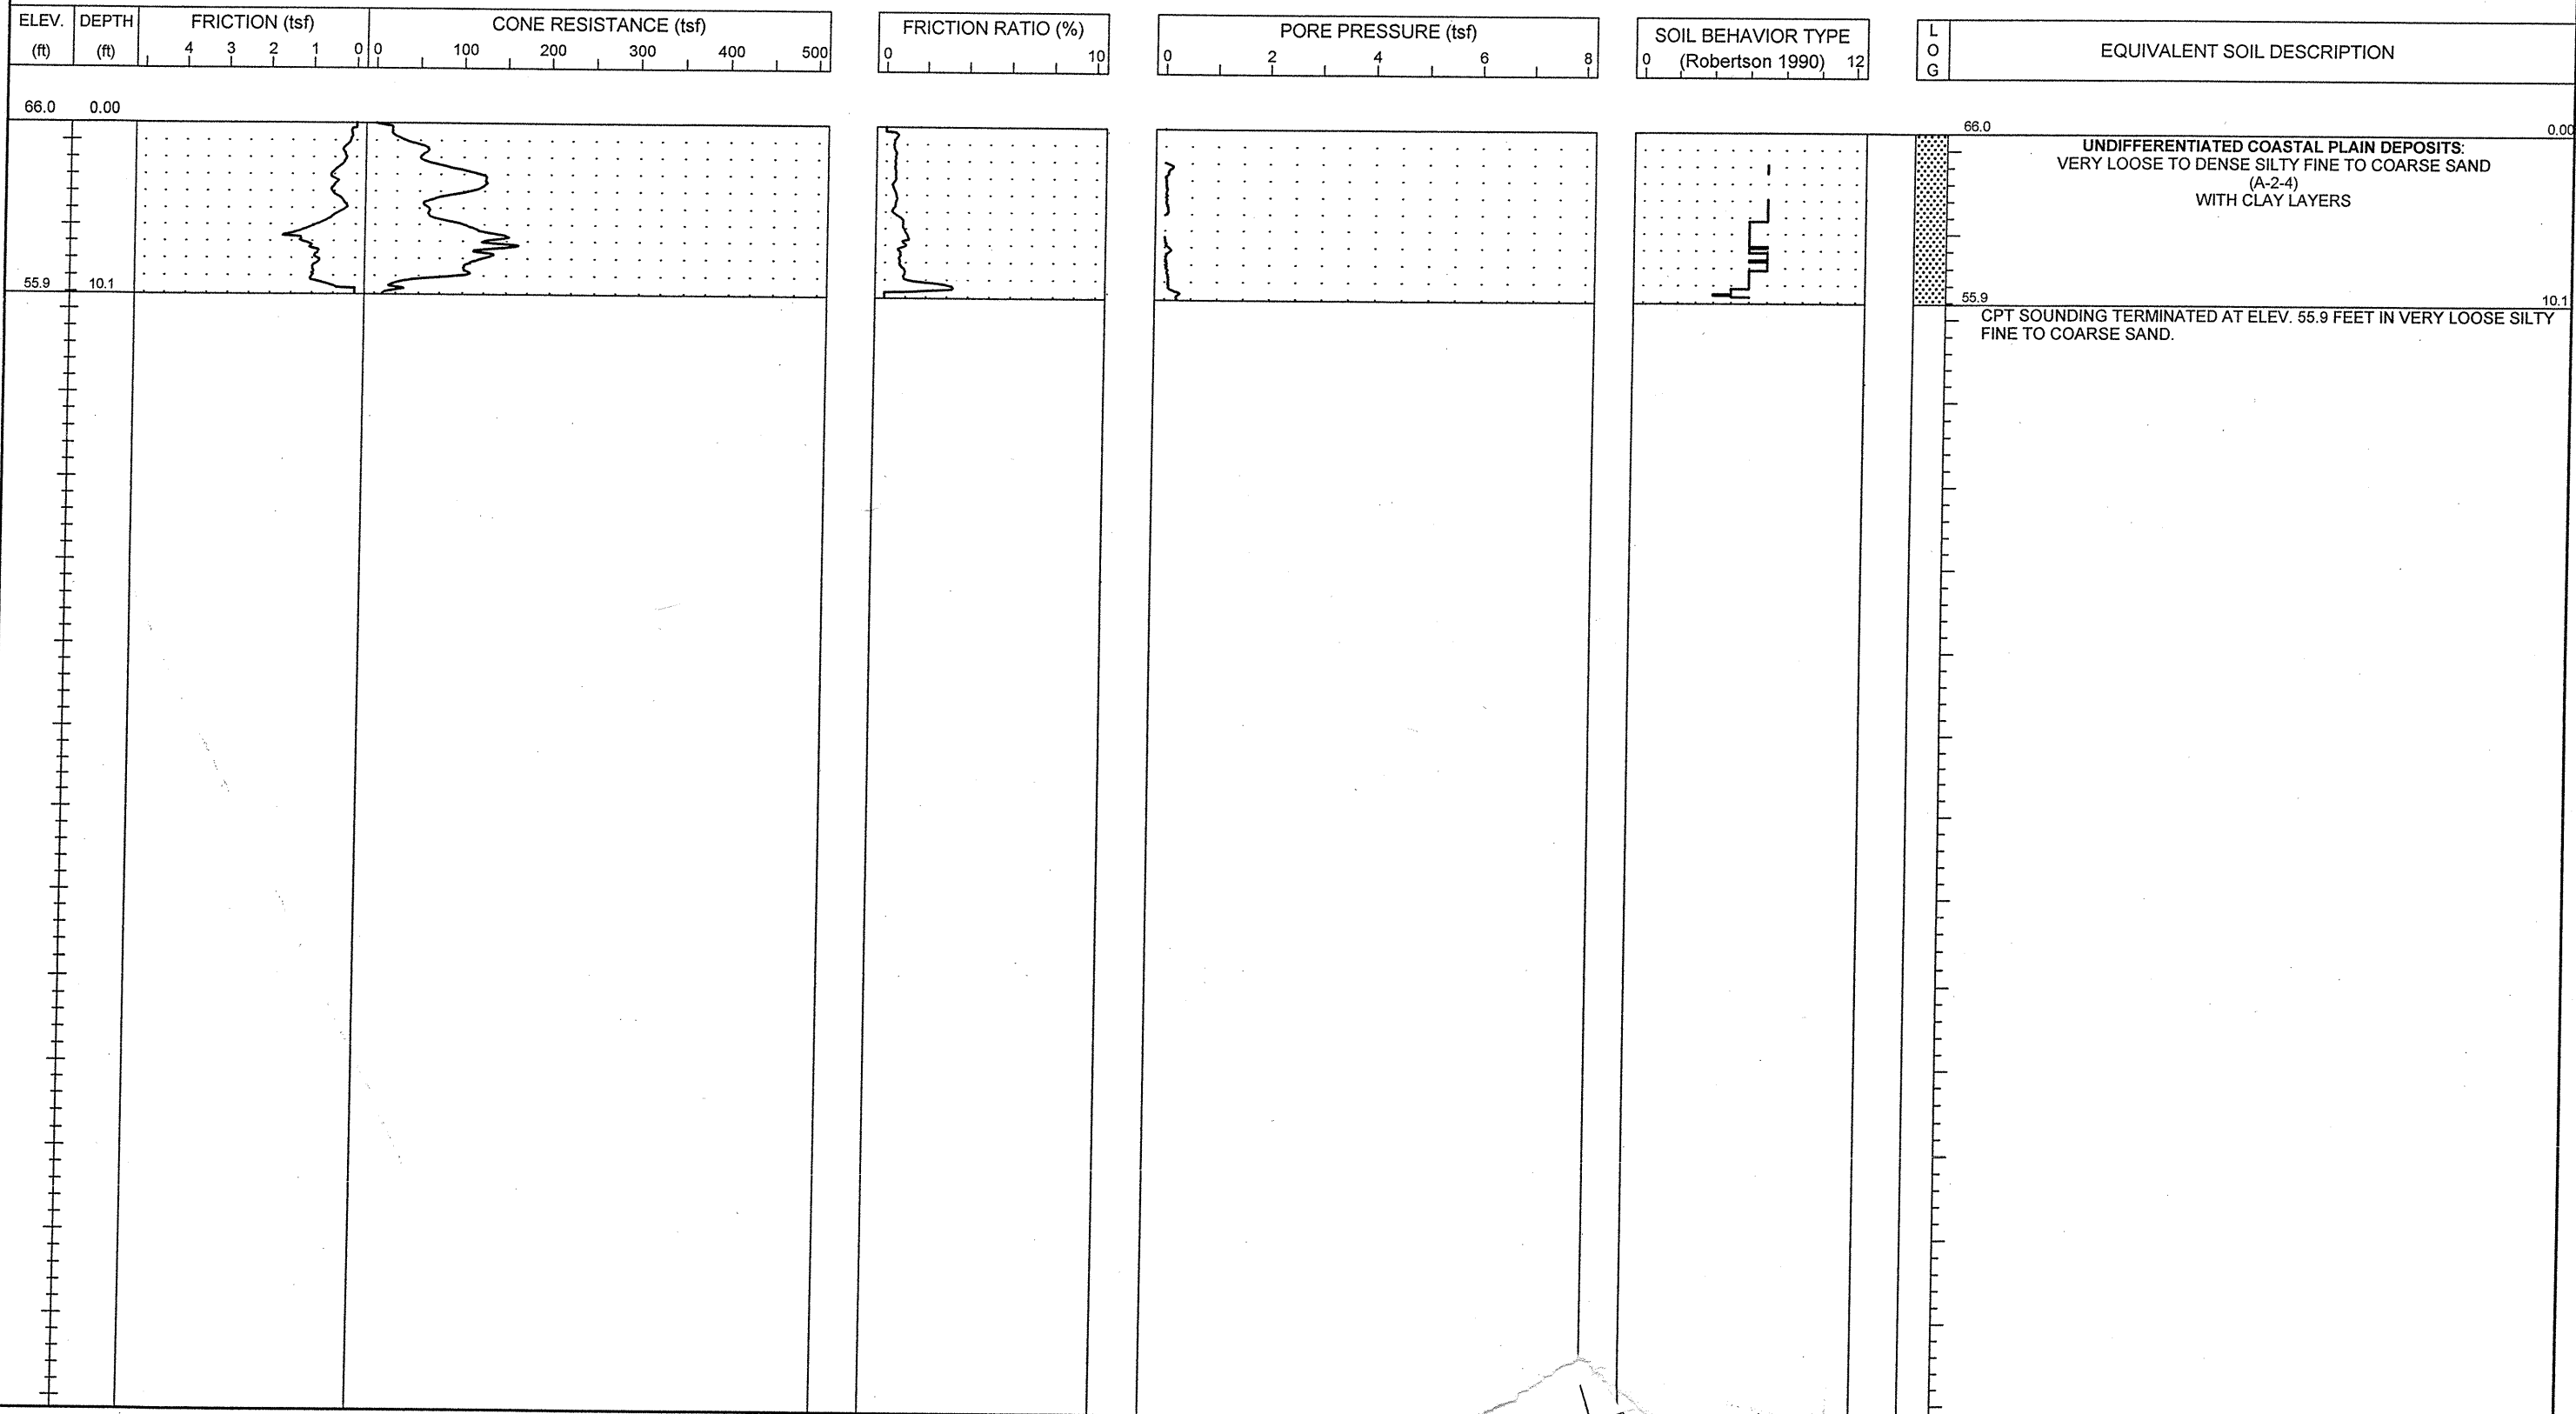 ELEV. DEPTH FRICTION (tsf) CONE RESISTANCE (tsf) FRICTION RATIO (%) PORE PRESSURE (tsf) SOIL BEHAVIOR TYPE L O G EQUIVALENT SOIL DESCRIPTION
(ft) (ft) 4 3 2 1 0 0 100 200 300 400 500 0 10 0 2 4 6 8 0 (Robertson 1990) 12
66.0 0.00
66.0 0.00
UNDIFFERENTIATED COASTAL PLAIN DEPOSITS:
VERY LOOSE TO DENSE SILTY FINE TO COARSE SAND
(A-2-4)
WITH CLAY LAYERS
55.9 10.1
55.9 10.1
CPT SOUNDING TERMINATED AT ELEV. 55.9 FEET IN VERY LOOSE SILTY
FINE TO COARSE SAND.